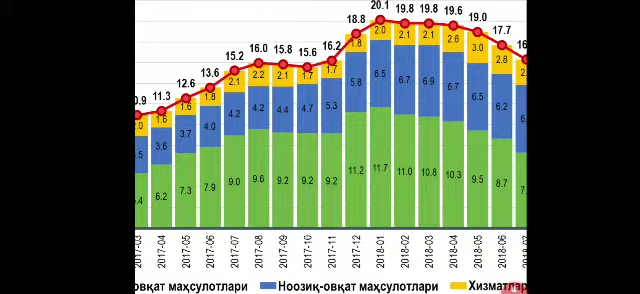 20.1
19.8 19.8 19.6
18.8 19.0
17.7
16.0 15.8 15.6 16.2
15.2
13.6
12.6
11.3
2.0 1.6 1.6 1.8 2.1 2.2 2.1 1.7 1.7 1.8 2.0 2.1 2.1 2.6 3.0 2.8
3.6 3.7 4.0 4.2 4.2 4.4 4.7 5.3 5.8 6.5 6.7 6.9 6.7 6.5 6.2
6.2 7.3 7.9 9.0 9.6 9.2 9.2 9.2 11.2 11.7 11.0 10.8 10.3 9.5 8.7
2017-03 2017-04 2017-05 2017-06 2017-07 2017-08 2017-09 2017-10 2017-11 2017-12 2018-01 2018-02 2018-03 2018-04 2018-05 2018-06 2018-07
овқат маҳсулотлари Ноозиқ-овқат маҳсулотлари Хизматлар